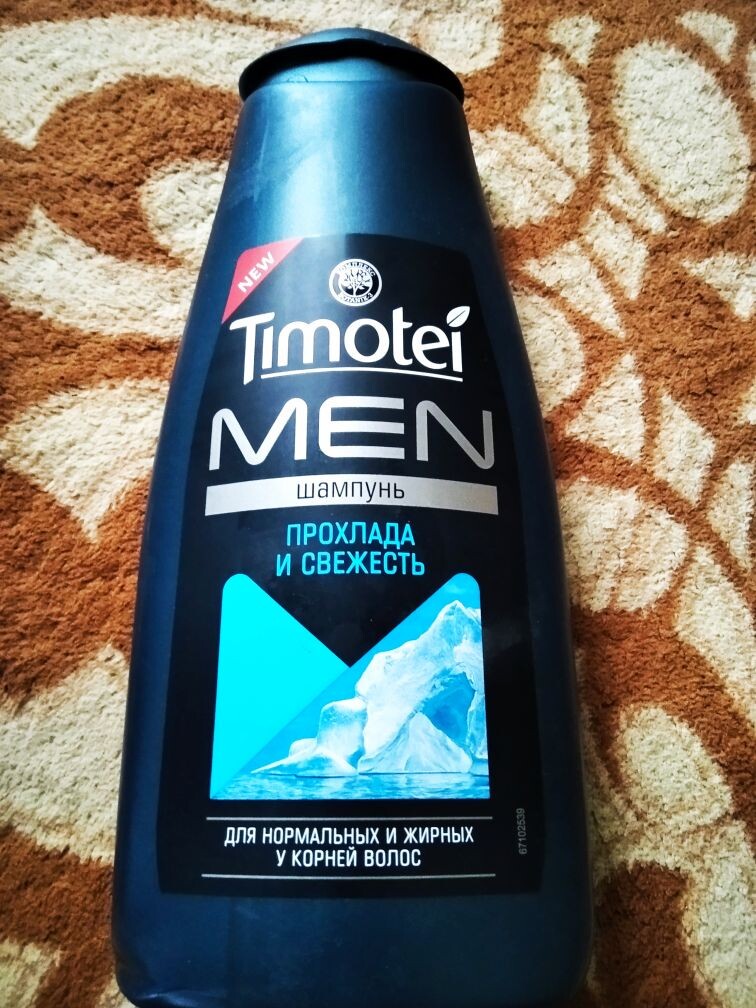 NEW
Timotei
MEN
шампунь
ПРОХЛАДА
И СВЕЖЕСТЬ
ДЛЯ НОРМАЛЬНЫХ И ЖИРНЫХ
У КОРНЕЙ ВОЛОС
67102539